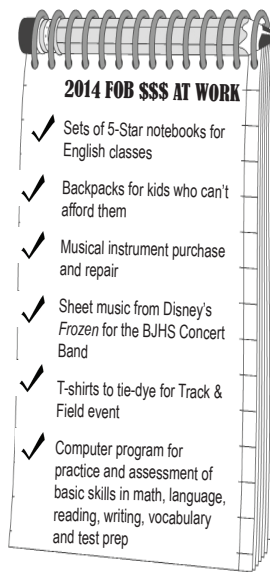 2014 FOB $$$ AT WORK
Sets of 5-Star notebooks for
English classes
Backpacks for kids who can't
afford them
Musical instrument purchase
and repair
Sheet music from Disney's
Frozen for the BJHS Concert
Band
T-shirts to tie-dye for Track &
Field event
Computer program for
practice and assessment of
basic skills in math, language,
reading, writing, vocabulary
and test prep